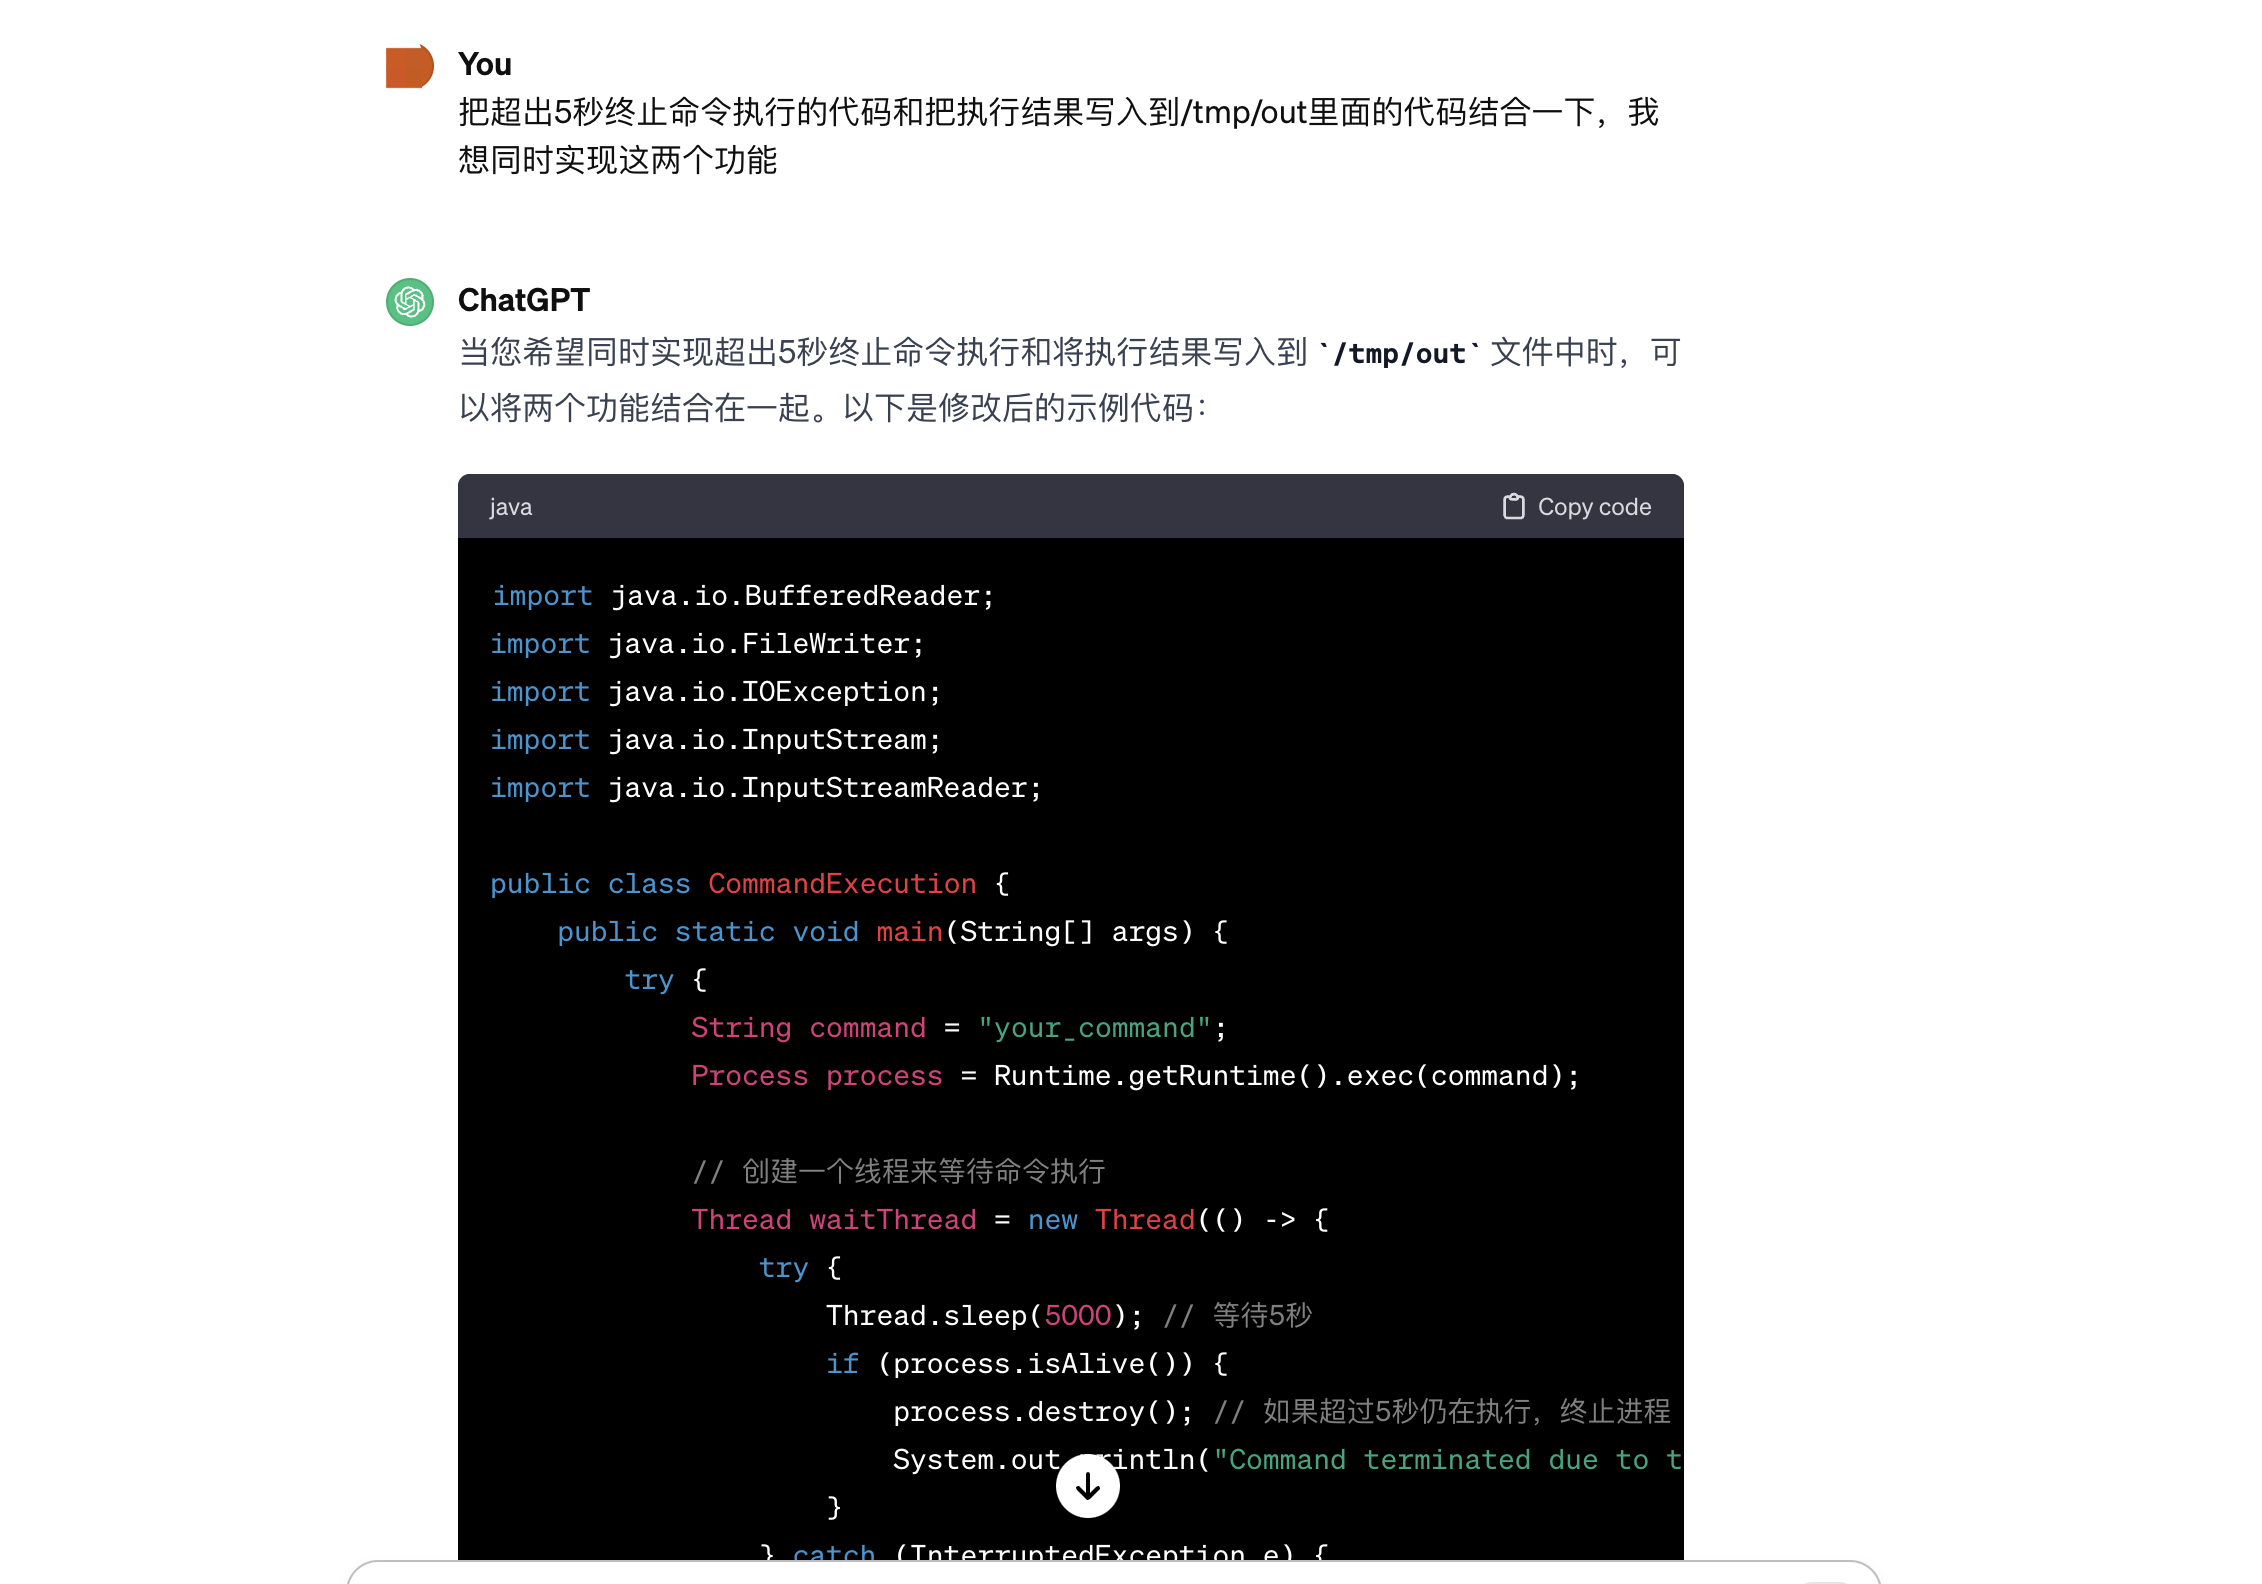 You
把超出5秒终止命令执行的代码和把执行结果写入到/tmp/out里面的代码结合一下，我
想同时实现这两个功能
ChatGPT
当您希望同时实现超出5秒终止命令执行和将执行结果写入到 `/tmp/out` 文件中时，可
以将两个功能结合在一起。以下是修改后的示例代码：
java
Copy code
import java.io.BufferedReader;
import java.io.FileWriter;
import java.io.IOException;
import java.io.InputStream;
import java.io.InputStreamReader;
public class CommandExecution {
public static void main(String[] args) {
try {
String command = "your_command";
Process process = Runtime.getRuntime().exec(command);
// 创建一个线程来等待命令执行
Thread waitThread = new Thread(() -> {
try {
Thread.sleep(5000); // 等待5秒
if (process.isAlive()) {
process.destroy(); // 如果超过5秒仍在执行，终止进程
System.out.println("Command terminated due to t
}
} catch (InterruptedException e) {